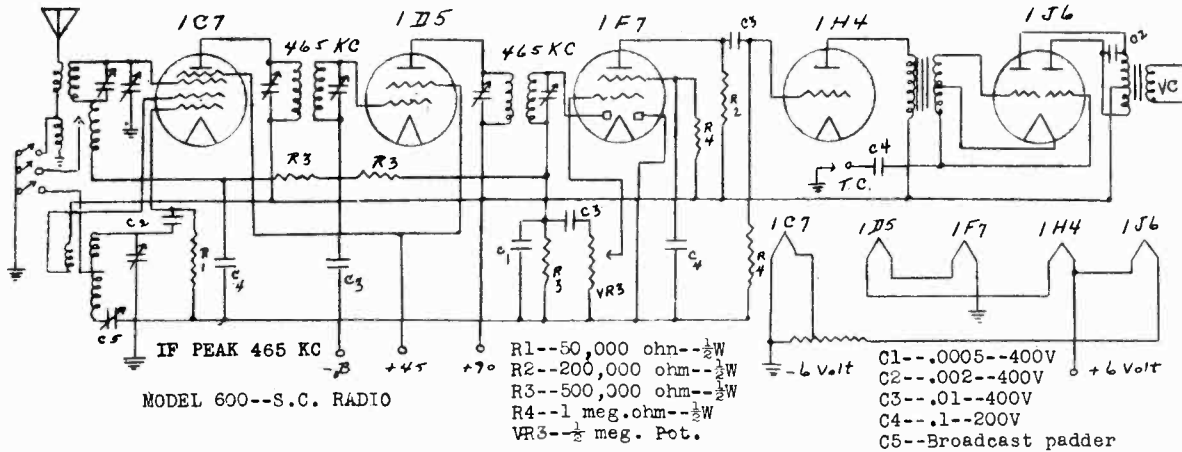 1C7
1D5
1F7
1H4
1J6
465 KC
465 KC
C3
C2
VC
R2
R4
C4
T.C.
R3
R3
C2
R1
C4
C3
C1
R3
C3
VR3
C4
R4
C5
1C7
1D5
1F7
1H4
1J6
-6 Volt
+6 Volt
IF PEAK 465 KC
-B
+45
+90
MODEL 600--S.C. RADIO
R1--50,000 ohn--½W
R2--200,000 ohm--½W
R3--500,000 ohm--½W
R4--1 meg.ohm--½W
VR3--½ meg. Pot.
C1--.0005--400V
C2--.002--400V
C3--.01--400V
C4--.1--200V
C5--Broadcast padder